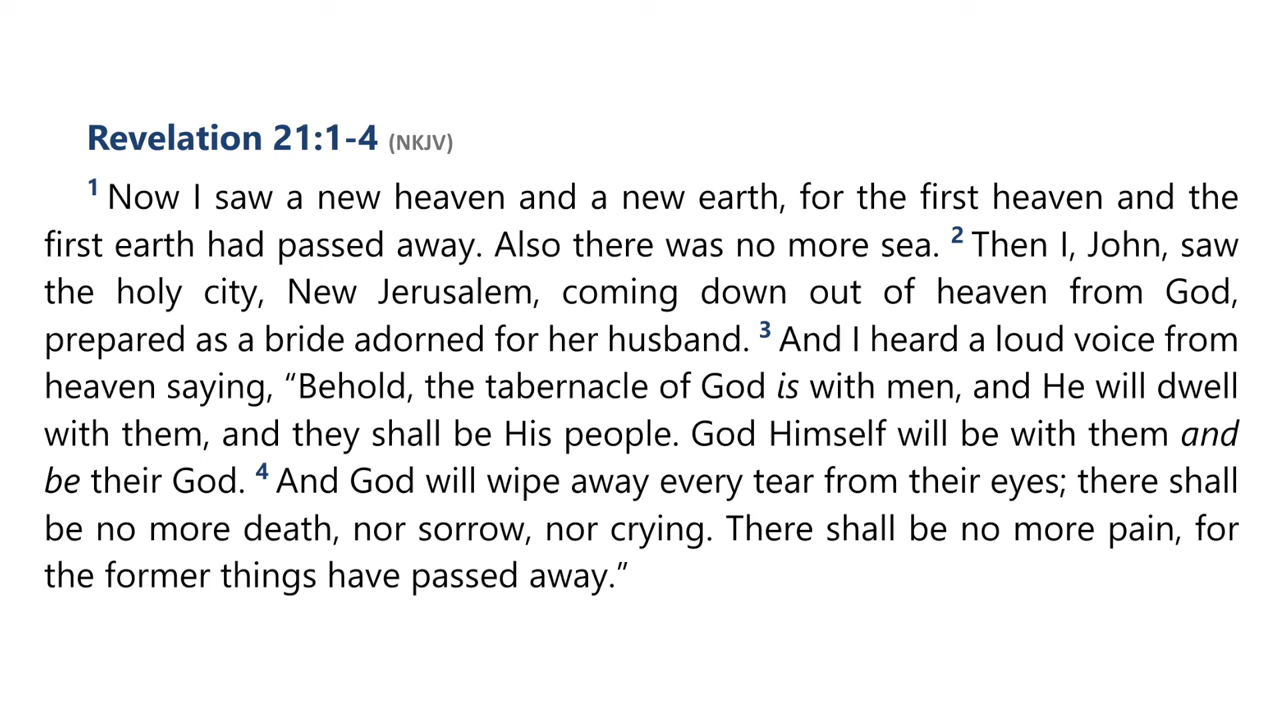 Revelation 21:1-4 (NKJV)
1 Now I saw a new heaven and a new earth, for the first heaven and the
first earth had passed away. Also there was no more sea. 2 Then I, John, saw
the holy city, New Jerusalem, coming down out of heaven from God,
prepared as a bride adorned for her husband. 3 And I heard a loud voice from
heaven saying, “Behold, the tabernacle of God is with men, and He will dwell
with them, and they shall be His people. God Himself will be with them and
be their God. 4 And God will wipe away every tear from their eyes; there shall
be no more death, nor sorrow, nor crying. There shall be no more pain, for
the former things have passed away.”